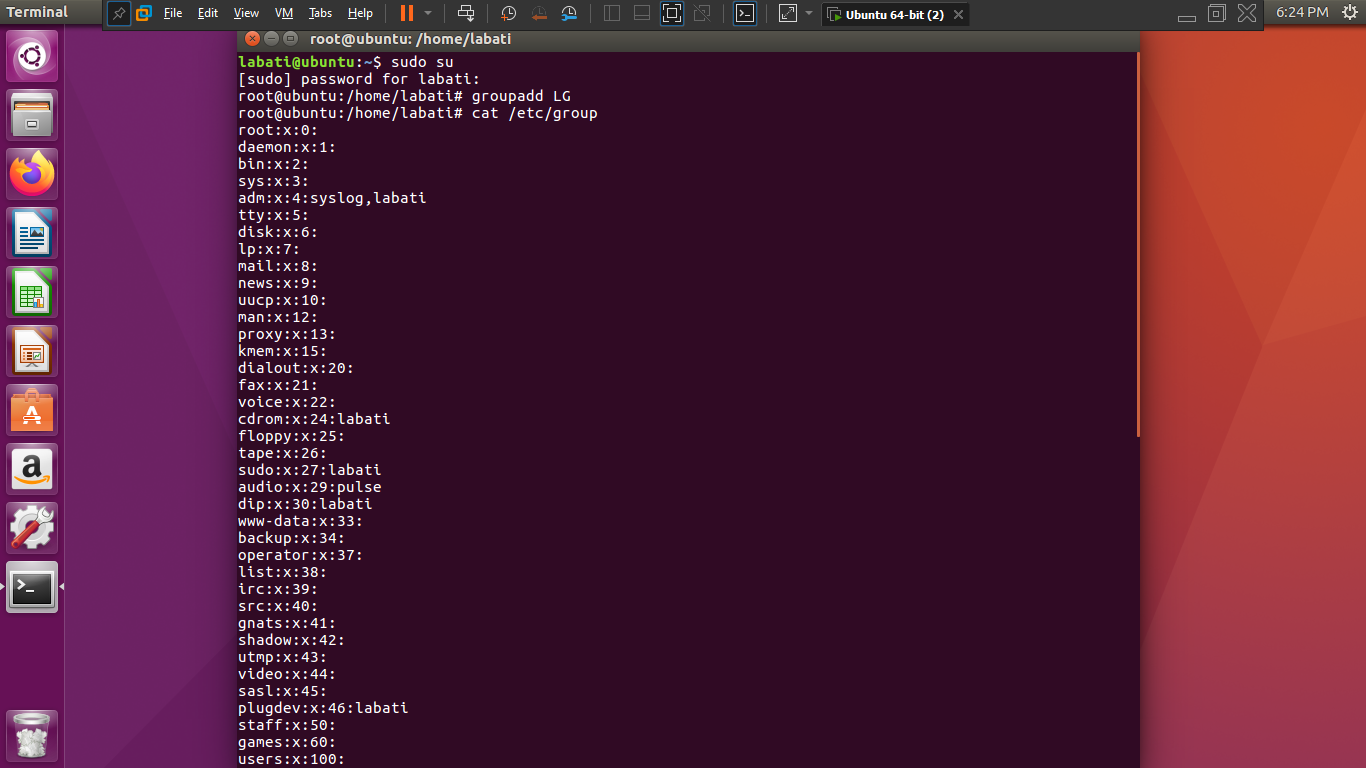 Terminal
File Edit View VM Tabs Help
Ubuntu 64-bit (2)
6:24 PM
root@ubuntu: /home/labati
labati@ubuntu:~$ sudo su
[sudo] password for labati:
root@ubuntu:/home/labati# groupadd LG
root@ubuntu:/home/labati# cat /etc/group
root:x:0:
daemon:x:1:
bin:x:2:
sys:x:3:
adm:x:4:syslog,labati
tty:x:5:
disk:x:6:
lp:x:7:
mail:x:8:
news:x:9:
uucp:x:10:
man:x:12:
proxy:x:13:
kmem:x:15:
dialout:x:20:
fax:x:21:
voice:x:22:
cdrom:x:24:labati
floppy:x:25:
tape:x:26:
sudo:x:27:labati
audio:x:29:pulse
dip:x:30:labati
www-data:x:33:
backup:x:34:
operator:x:37:
list:x:38:
irc:x:39:
src:x:40:
gnats:x:41:
shadow:x:42:
utmp:x:43:
video:x:44:
sasl:x:45:
plugdev:x:46:labati
staff:x:50:
games:x:60:
users:x:100: